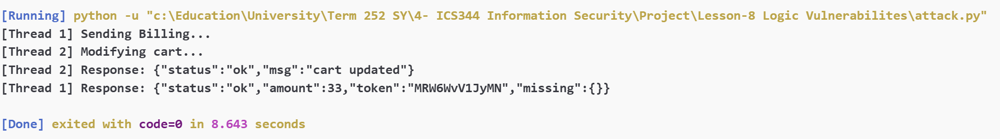 [Running] python -u "c:\Education\University\Term 252 SY\4- ICS344 Information Security\Project\Lesson-8 Logic Vulnerabilites\attack.py"
[Thread 1] Sending Billing...
[Thread 2] Modifying cart...
[Thread 2] Response: {"status":"ok","msg":"cart updated"}
[Thread 1] Response: {"status":"ok","amount":33,"token":"MRW6WvV1JyMN","missing":{}}
[Done] exited with code=0 in 8.643 seconds